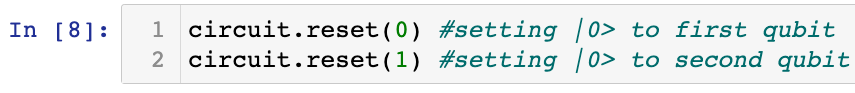 In [8]: 1 circuit.reset(0) #setting |0> to first qubit
2 circuit.reset(1) #setting |0> to second qubit